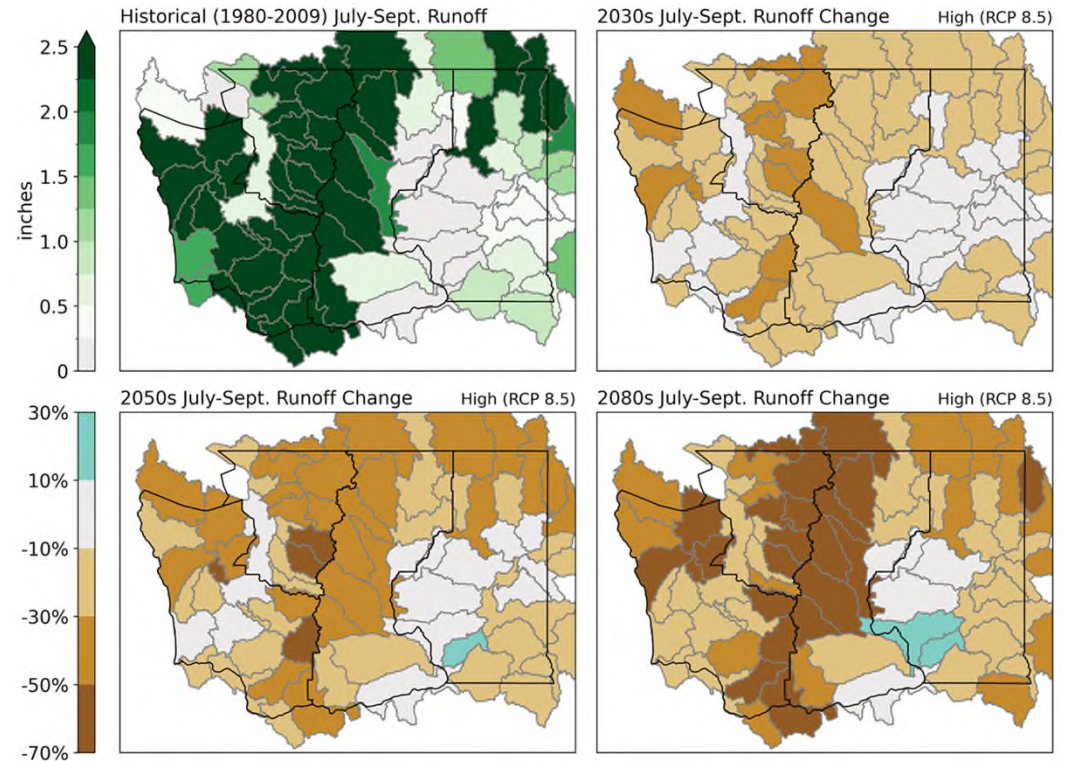 Historical (1980-2009) July-Sept. Runoff
2030s July-Sept. Runoff Change High (RCP 8.5)
2.5
2.0
1.5
1.0
0.5
0
inches
2050s July-Sept. Runoff Change High (RCP 8.5)
2080s July-Sept. Runoff Change High (RCP 8.5)
30%
10%
-10%
-30%
-50%
-70%